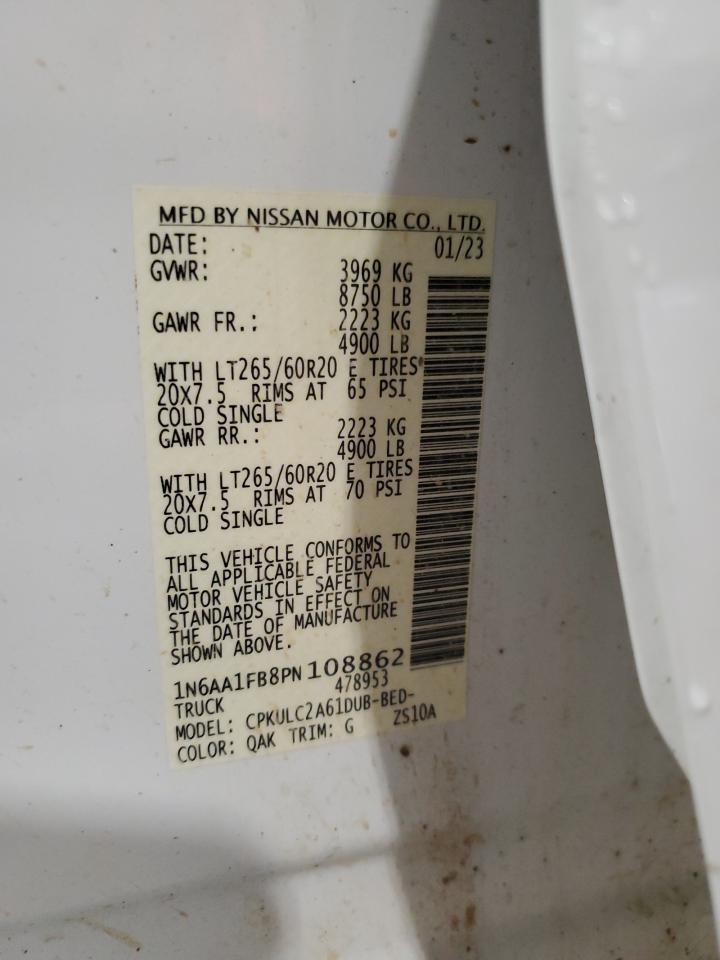 MFD BY NISSAN MOTOR CO., LTD.
DATE: 01/23
GVWR: 3969 KG
8750 LB
GAWR FR.: 2223 KG
4900 LB
WITH LT265/60R20 E TIRES
20X7.5 RIMS AT 65 PSI
COLD SINGLE
GAWR RR.: 2223 KG
4900 LB
WITH LT265/60R20 E TIRES
20X7.5 RIMS AT 70 PSI
COLD SINGLE
THIS VEHICLE CONFORMS TO
ALL APPLICABLE FEDERAL
MOTOR VEHICLE SAFETY
STANDARDS IN EFFECT ON
THE DATE OF MANUFACTURE
SHOWN ABOVE.
1N6AA1FB8PN 108862
TRUCK 478953
MODEL: CPKULC2A61DUB-BED-
COLOR: QAK TRIM: G ZS10A